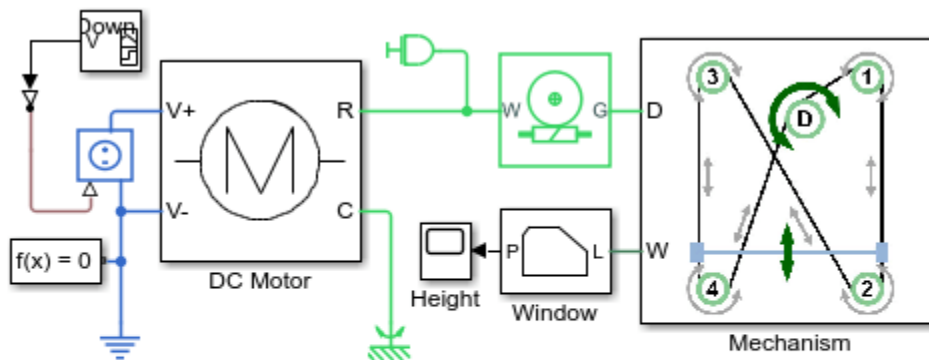 Down
V
V+
V-
R
C
DC Motor
f(x) = 0
W
G
D
W
P
L
Height
Window
3
1
D
4
2
Mechanism